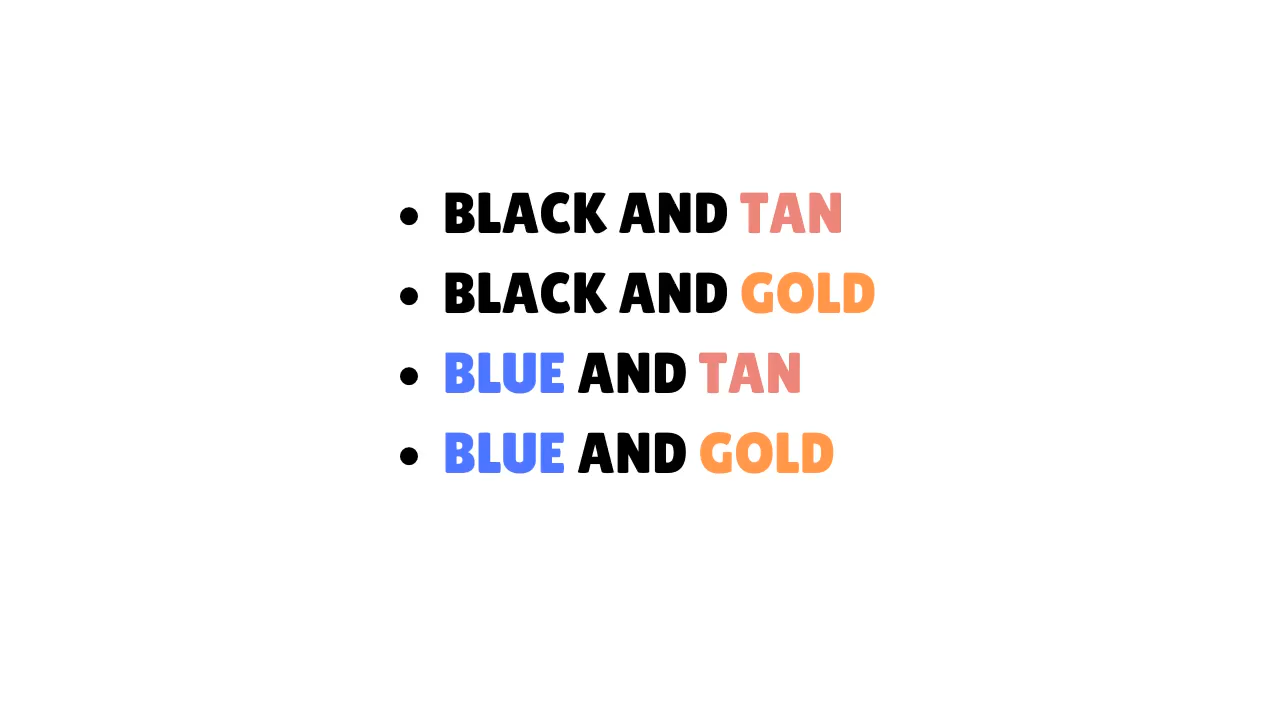 • BLACK AND TAN
• BLACK AND GOLD
• BLUE AND TAN
• BLUE AND GOLD